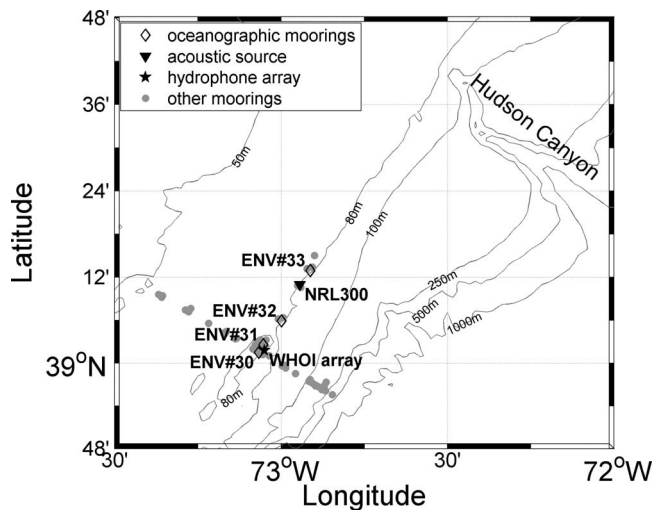 48'
oceanographic moorings
acoustic source
hydrophone array
other moorings
36'
Hudson Canyon
50m
24'
80m
100m
Latitude
ENV#33
12'
NRL300
250m
ENV#32
500m
1000m
ENV#31
39°N
ENV#30
WHOI array
80m
48'
30'
73°W
30'
72°W
Longitude